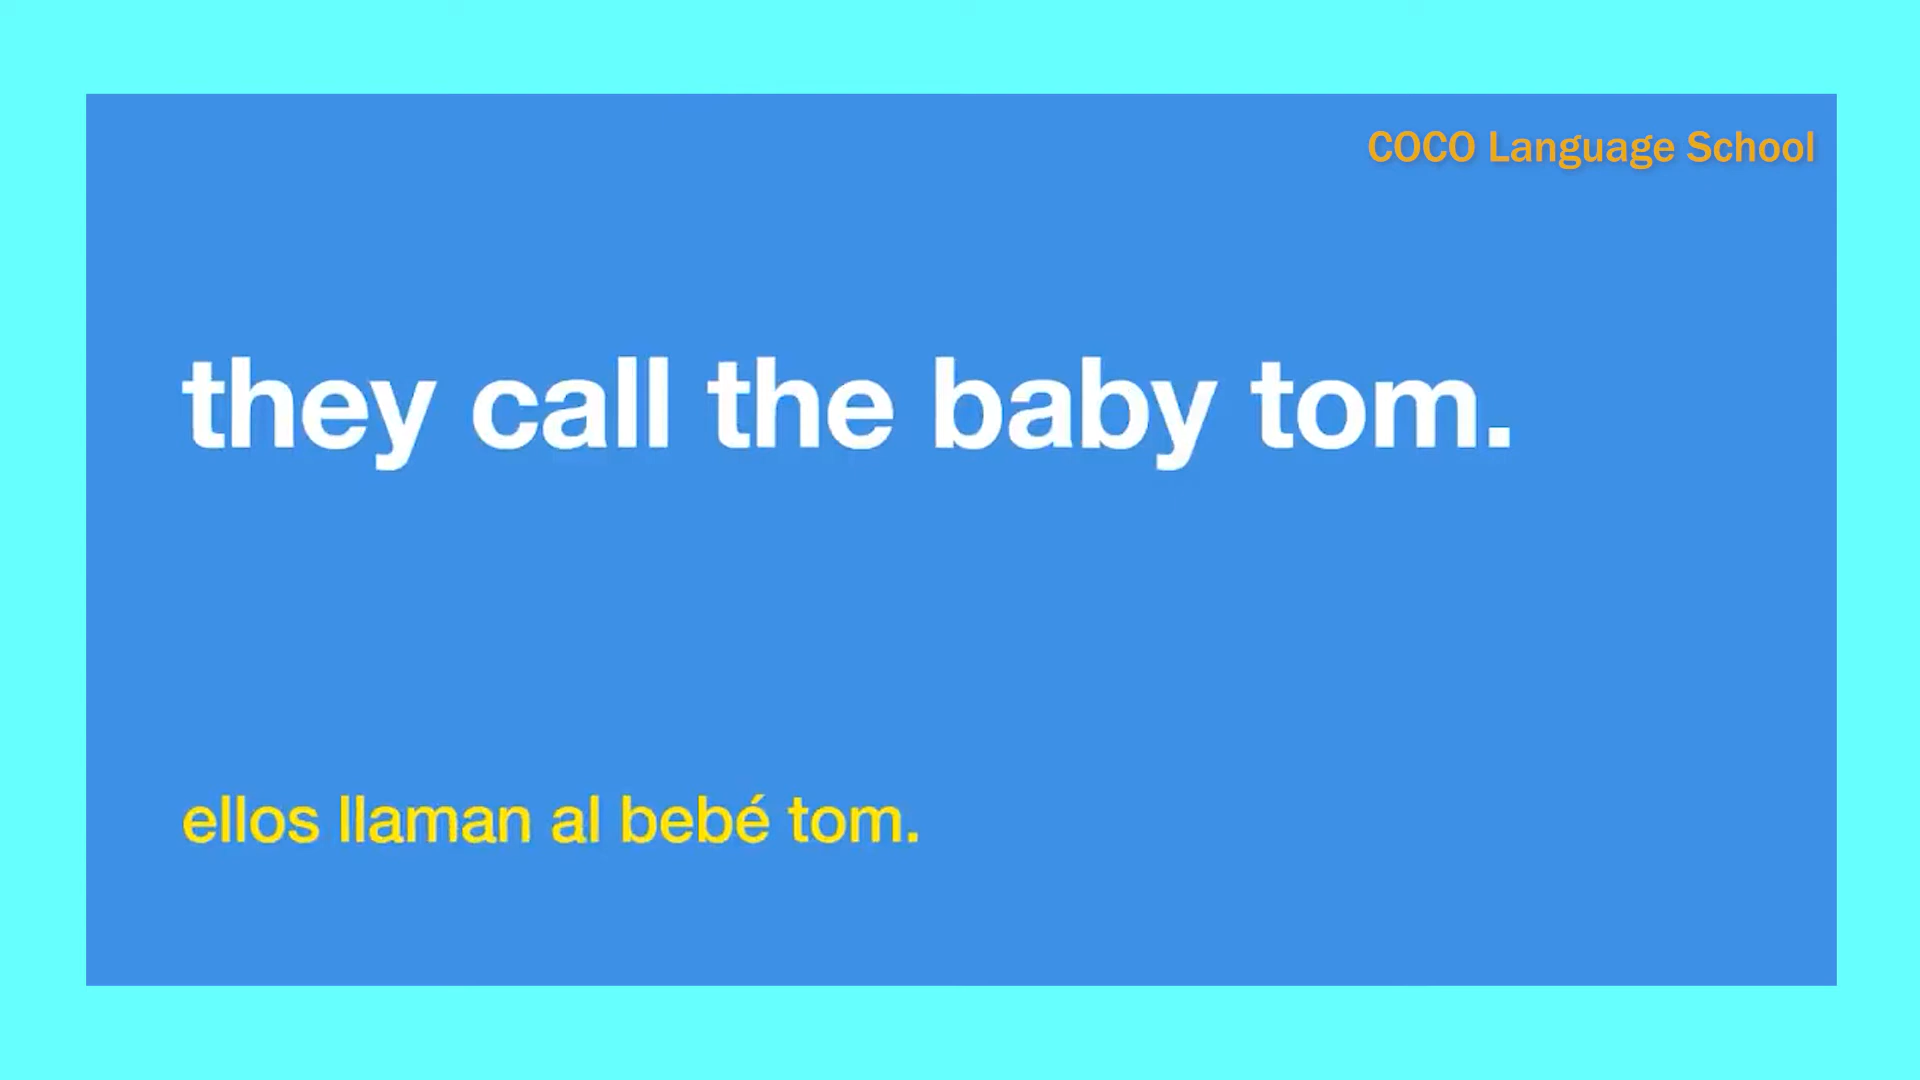 COCO Language School
they call the baby tom.
ellos llaman al bebé tom.